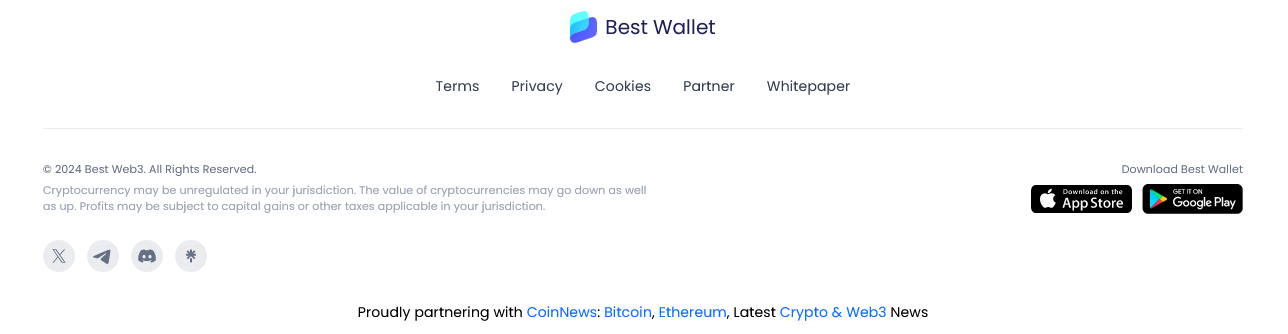 Best Wallet
Terms Privacy Cookies Partner Whitepaper
© 2024 Best Web3. All Rights Reserved.
Cryptocurrency may be unregulated in your jurisdiction. The value of cryptocurrencies may go down as well
as up. Profits may be subject to capital gains or other taxes applicable in your jurisdiction.
Download Best Wallet
Download on the
App Store
GET IT ON
Google Play
Proudly partnering with CoinNews: Bitcoin, Ethereum, Latest Crypto & Web3 News